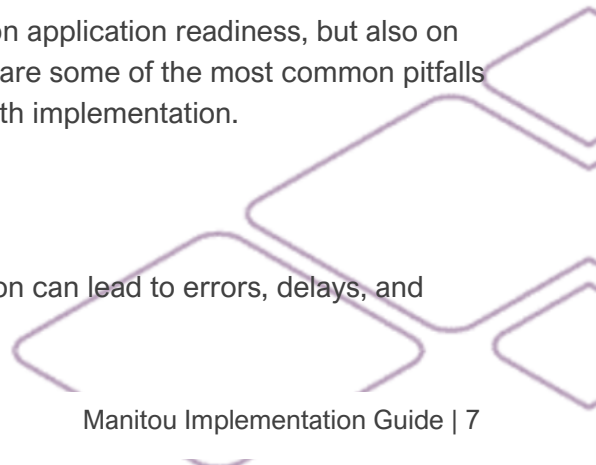 on application readiness, but also on
are some of the most common pitfalls
th implementation.
on can lead to errors, delays, and
Manitou Implementation Guide | 7